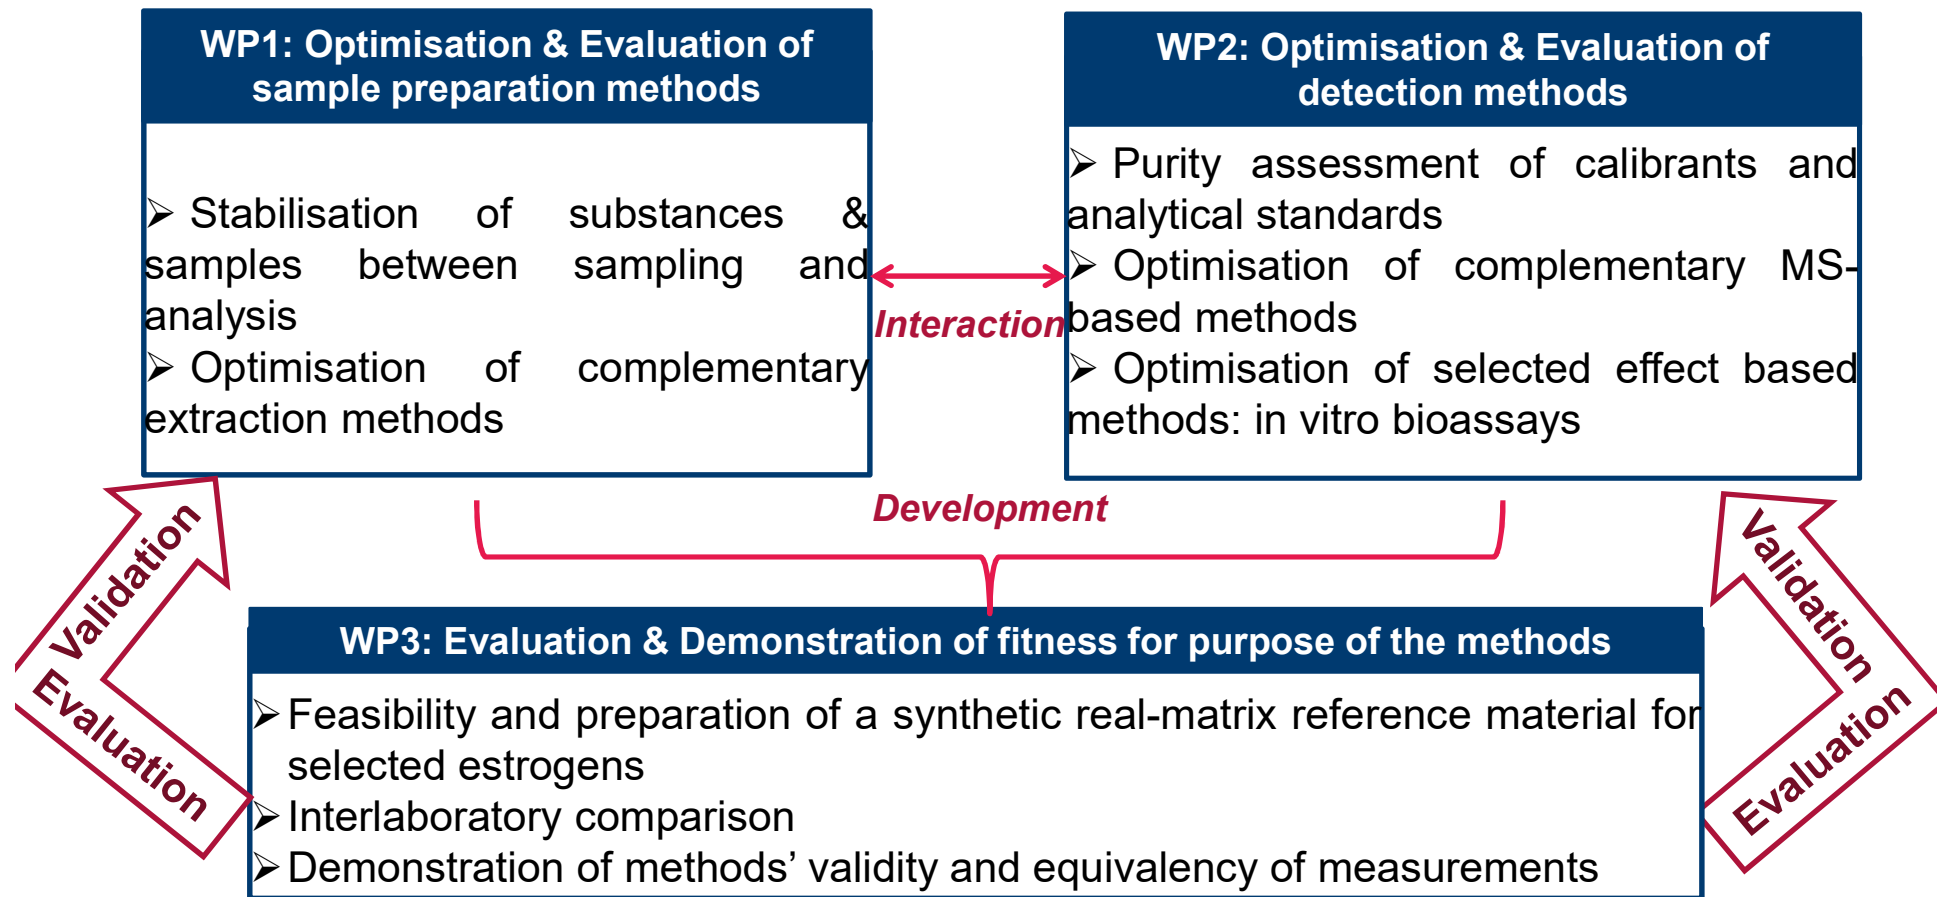 WP1: Optimisation & Evaluation of
sample preparation methods
➢ Stabilisation of substances &
samples between sampling and
analysis
➢ Optimisation of complementary
extraction methods
WP2: Optimisation & Evaluation of
detection methods
➢ Purity assessment of calibrants and
analytical standards
➢ Optimisation of complementary MS-
based methods
➢ Optimisation of selected effect based
methods: in vitro bioassays
Interaction
Development
Validation
Evaluation
Validation
Evaluation
WP3: Evaluation & Demonstration of fitness for purpose of the methods
➢ Feasibility and preparation of a synthetic real-matrix reference material for
selected estrogens
➢ Interlaboratory comparison
➢ Demonstration of methods’ validity and equivalency of measurements